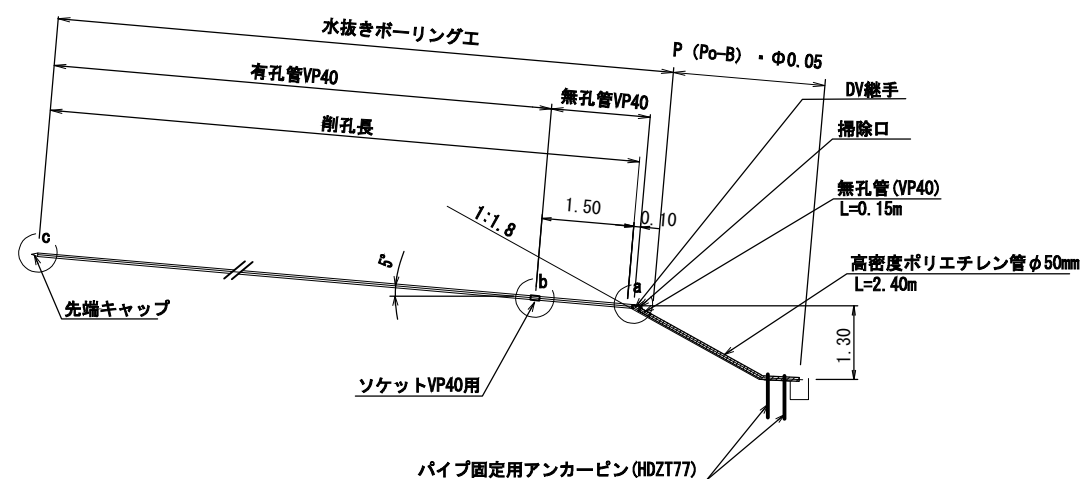 水抜きボーリング工
P (Po-B) ・ Φ0.05
有孔管VP40
無孔管VP40
DV継手
削孔長
掃除口
無孔管(VP40)
L=0.15m
1.50
0.10
1:1.8
c
5°
b
a
高密度ポリエチレン管φ50mm
L=2.40m
先端キャップ
1.30
ソケットVP40用
パイプ固定用アンカーピン(HDZT77)